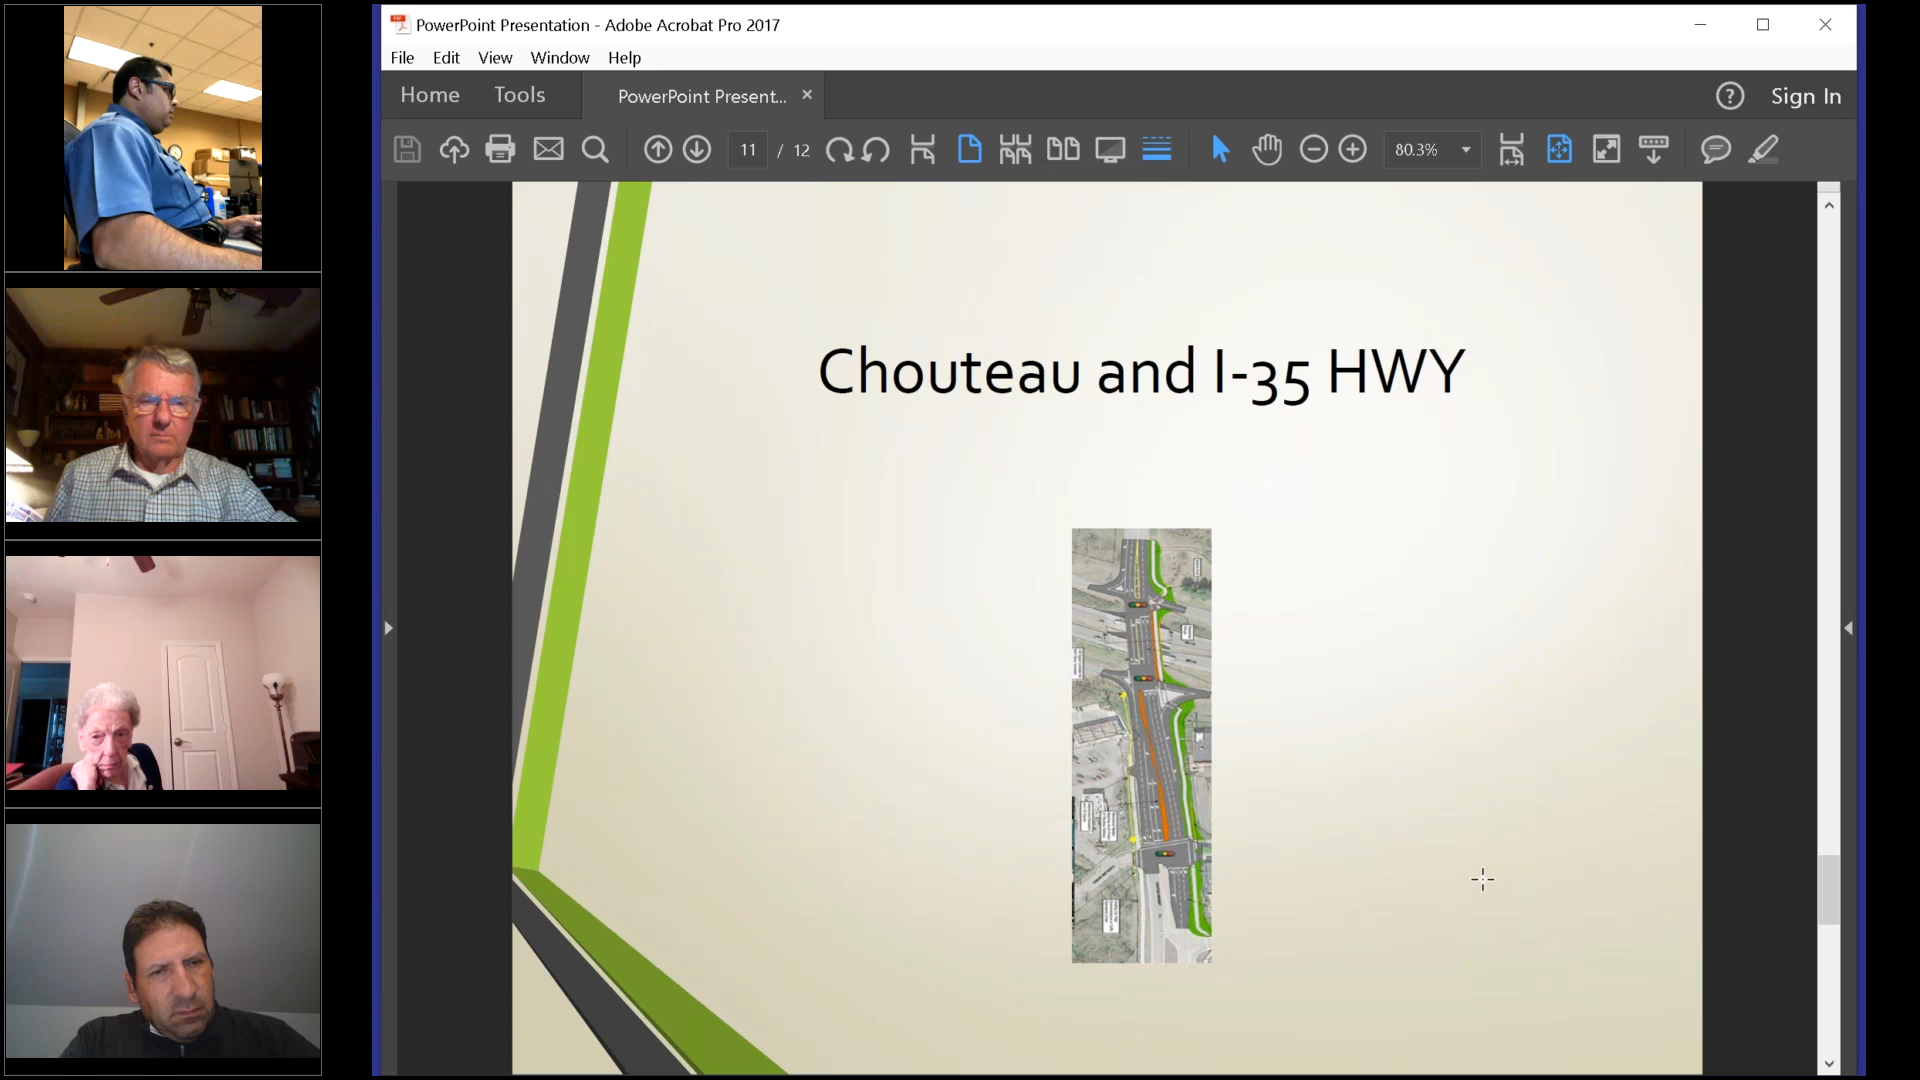 PowerPoint Presentation - Adobe Acrobat Pro 2017
File Edit View Window Help
Home Tools PowerPoint Present... Sign In
11 / 12 80.3%
Chouteau and I-35 HWY